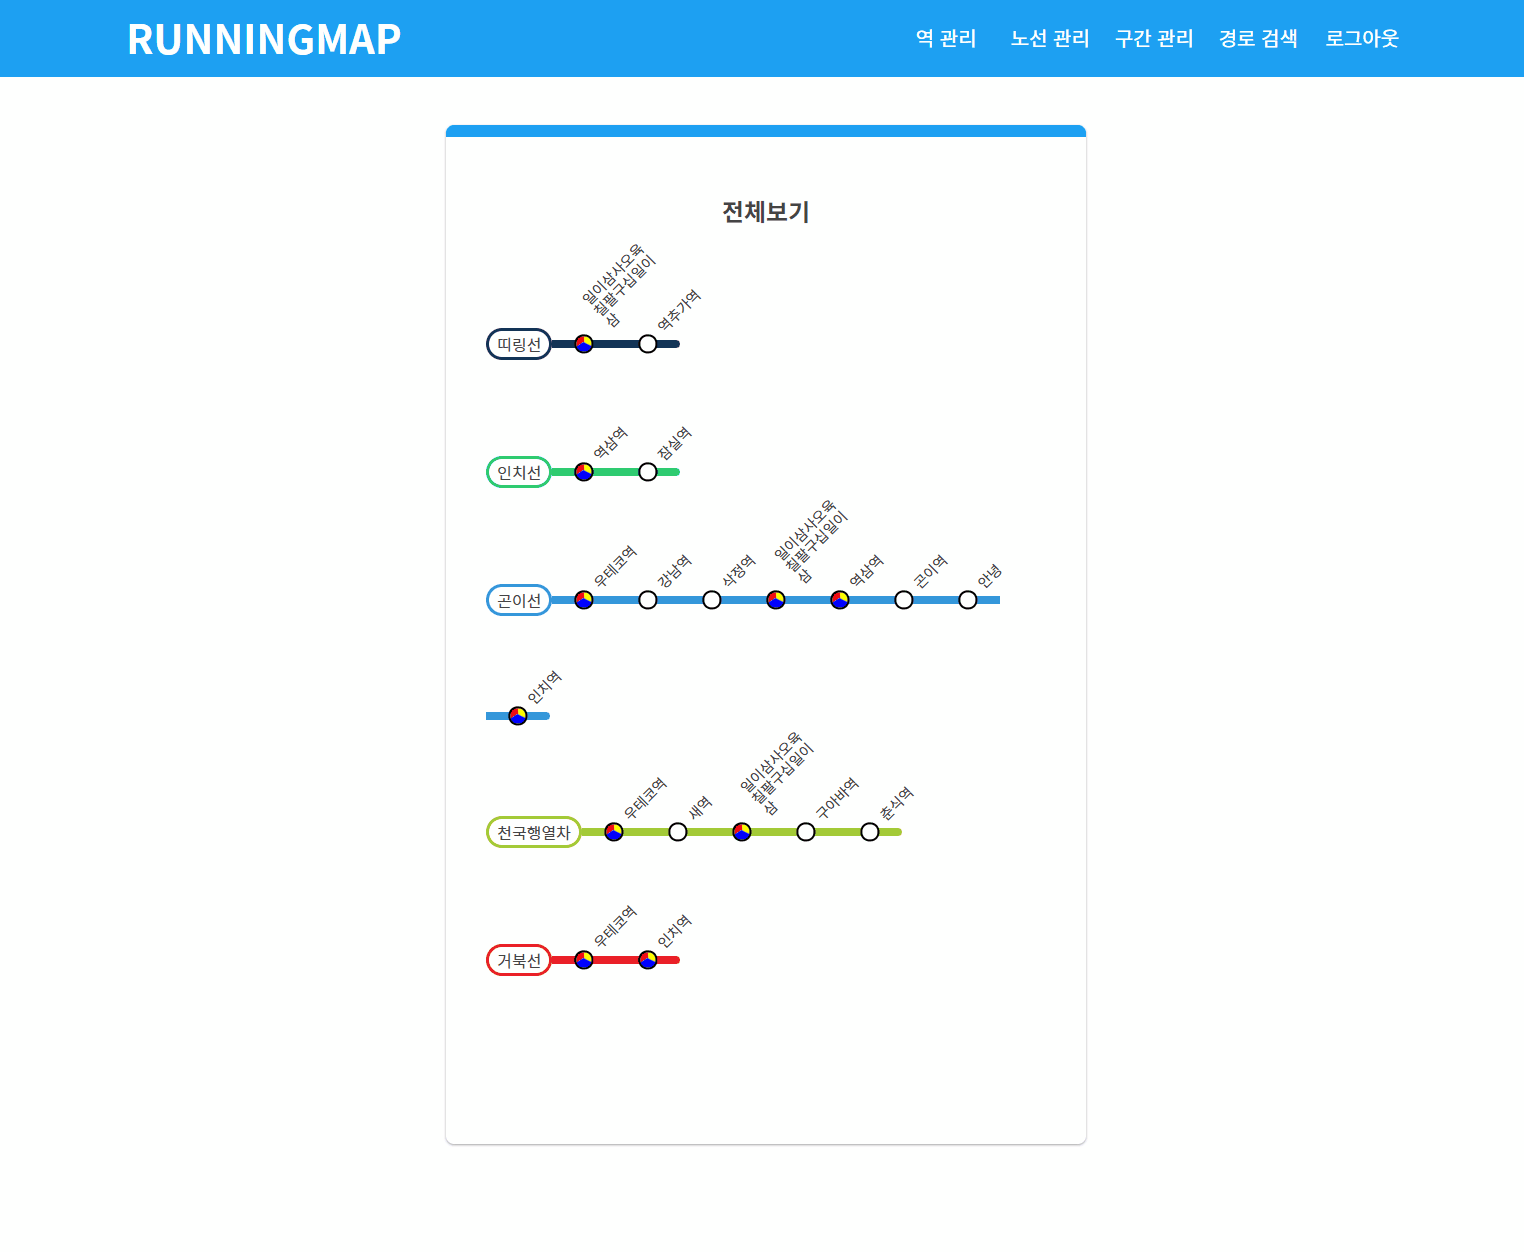 RUNNINGMAP
역 관리 노선 관리 구간 관리 경로 검색 로그아웃
전체보기
일이삼사오육
칠팔구십일이
삼
역추가역
띠링선
역삼역
잠실역
인치선
우테코역
강남역
삭정역
일이삼사오육
칠팔구십일이
삼
역삼역
곤이역
안녕
곤이선
인치역
우테코역
새역
일이삼사오육
칠팔구십일이
삼
구아바역
춘식역
천국행열차
우테코역
인치역
거북선